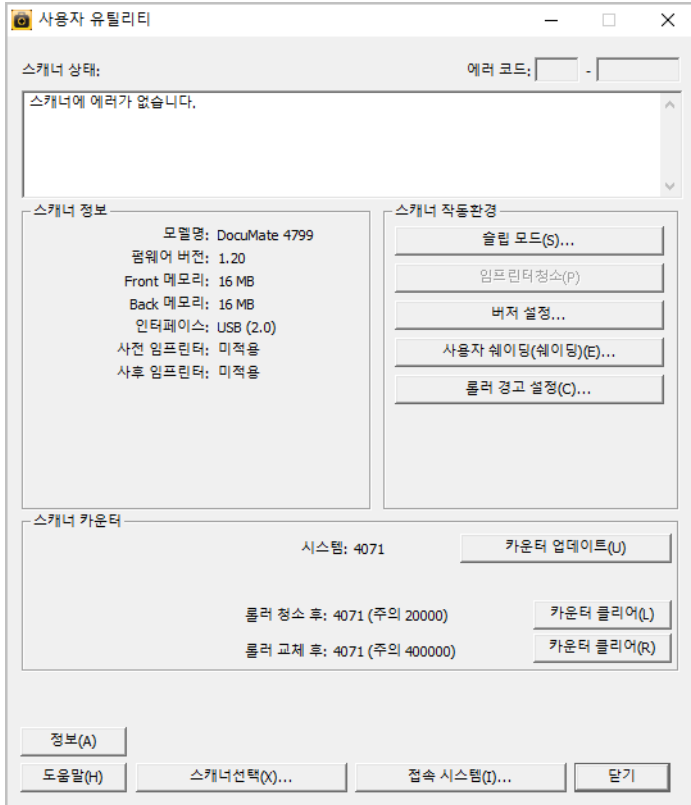 사용자 유틸리티
스캐너 상태:
에러 코드: -
스캐너에 에러가 없습니다.
스캐너 정보
모델명: DocuMate 4799
펌웨어 버전: 1.20
Front 메모리: 16 MB
Back 메모리: 16 MB
인터페이스: USB (2.0)
사전 임프린터: 미적용
사후 임프린터: 미적용
스캐너 작동환경
슬립 모드(S)...
임프린터청소(P)
버저 설정...
사용자 쉐이딩(쉐이딩)(E)...
롤러 경고 설정(C)...
스캐너 카운터
시스템: 4071
카운터 업데이트(U)
롤러 청소 후: 4071 (주의 20000)
카운터 클리어(L)
롤러 교체 후: 4071 (주의 400000)
카운터 클리어(R)
정보(A)
도움말(H)
스캐너선택(X)...
접속 시스템(I)...
닫기